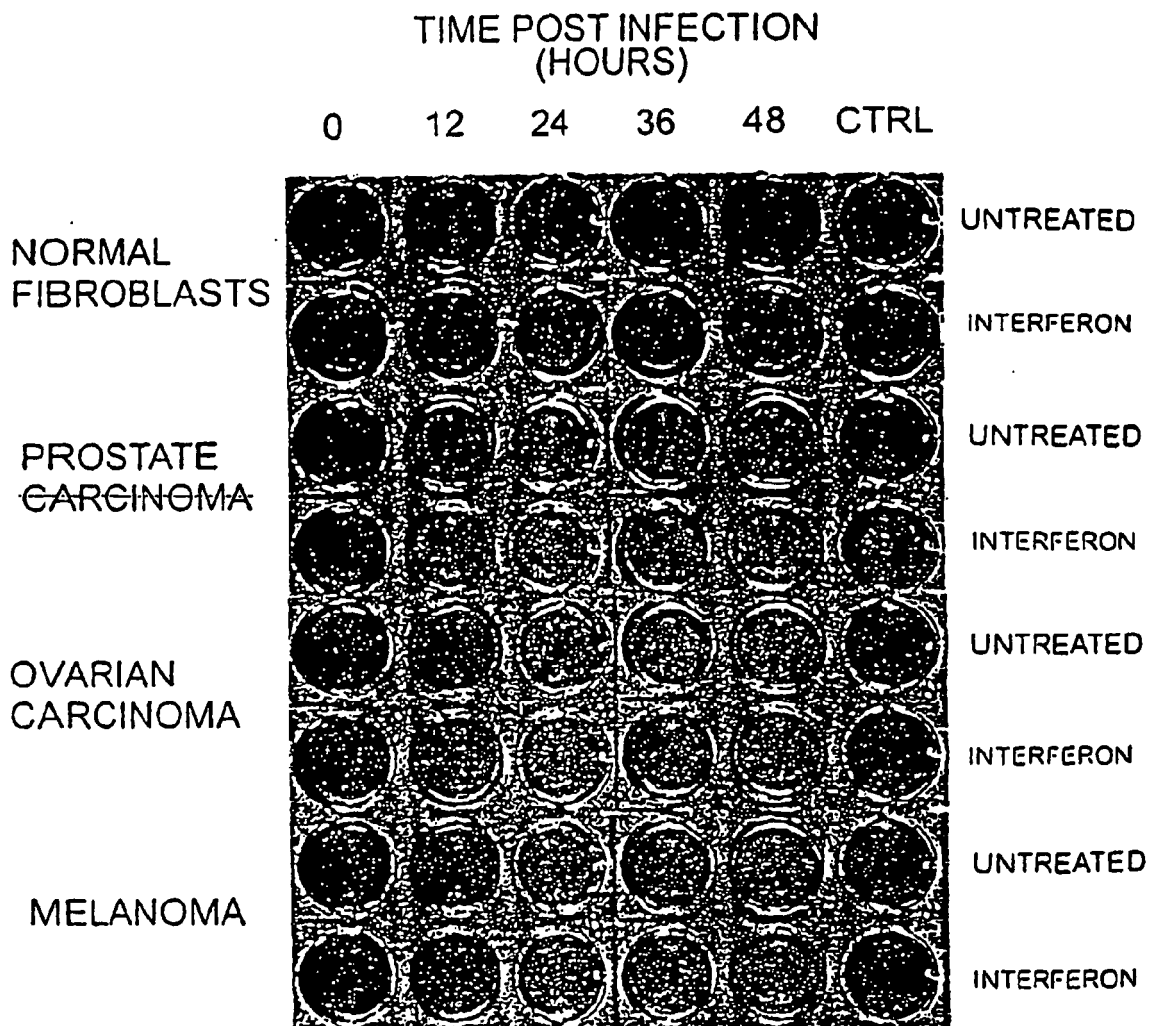 TIME POST INFECTION
(HOURS)
0 12 24 36 48 CTRL
NORMAL
FIBROBLASTS
UNTREATED
INTERFERON
PROSTATE
CARCINOMA
UNTREATED
INTERFERON
OVARIAN
CARCINOMA
UNTREATED
INTERFERON
MELANOMA
UNTREATED
INTERFERON